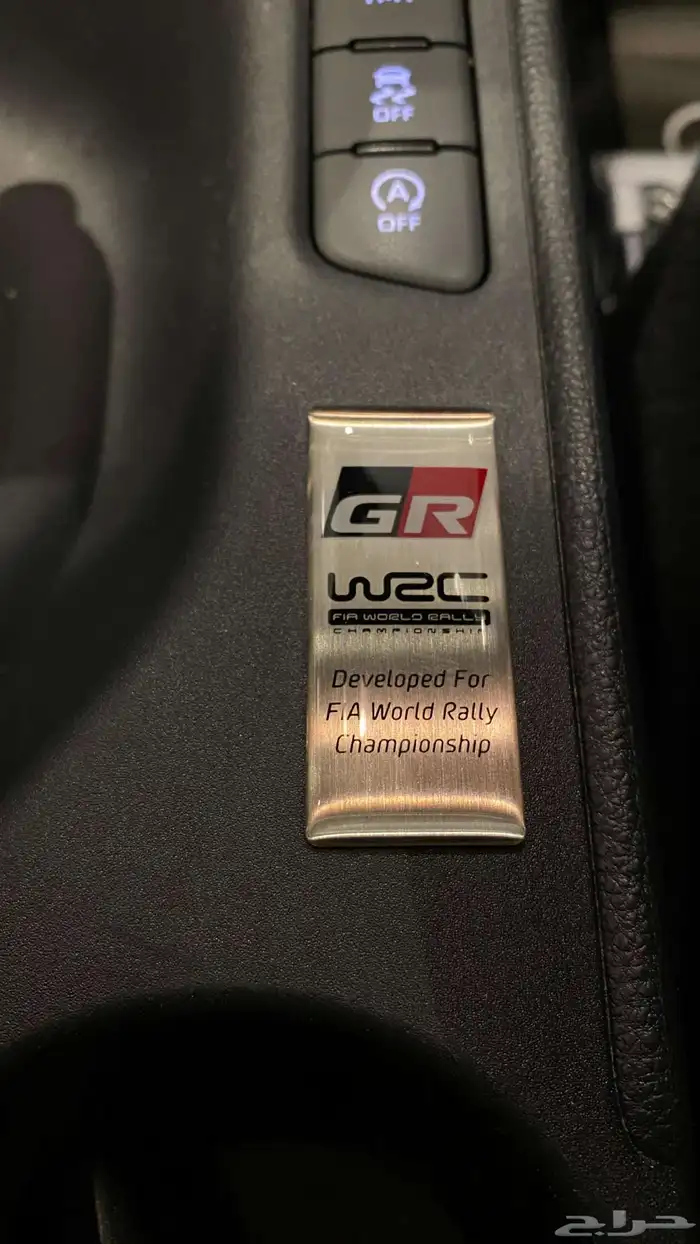 OFF
A
OFF
GR
WRC
FIA WORLD RALLY
CHAMPIONSHIP
Developed For
FIA World Rally
Championship
حراج